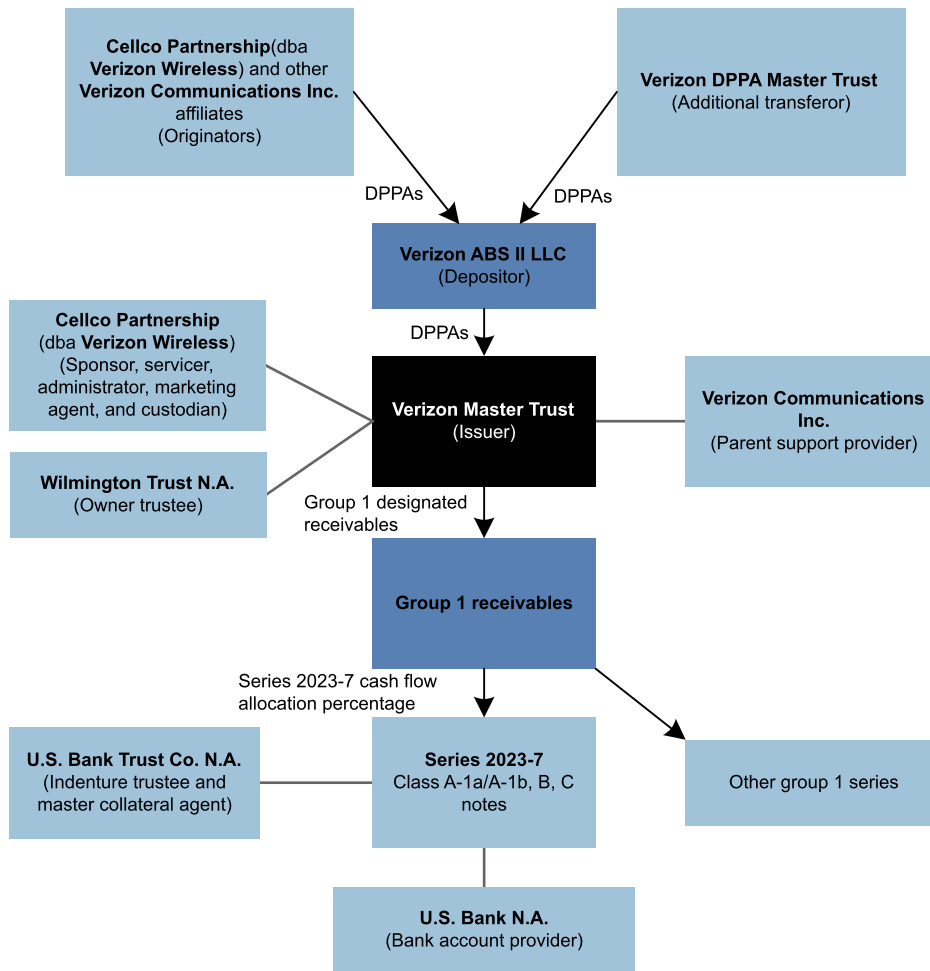 Cellco Partnership(dba
Verizon Wireless) and other
Verizon Communications Inc.
affiliates
(Originators)
Verizon DPPA Master Trust
(Additional transferor)
DPPAs
DPPAs
Verizon ABS II LLC
(Depositor)
DPPAs
Cellco Partnership
(dba Verizon Wireless)
(Sponsor, servicer,
administrator, marketing
agent, and custodian)
Verizon Master Trust
(Issuer)
Verizon Communications
Inc.
(Parent support provider)
Wilmington Trust N.A.
(Owner trustee)
Group 1 designated
receivables
Group 1 receivables
Series 2023-7 cash flow
allocation percentage
U.S. Bank Trust Co. N.A.
(Indenture trustee and
master collateral agent)
Series 2023-7
Class A-1a/A-1b, B, C
notes
Other group 1 series
U.S. Bank N.A.
(Bank account provider)